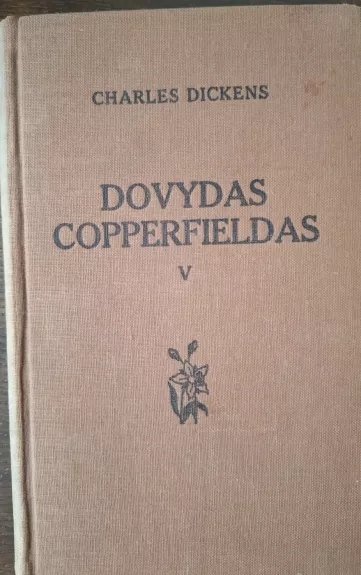 CHARLES DICKENS
DOVYDAS
COPPERFIELDAS
V